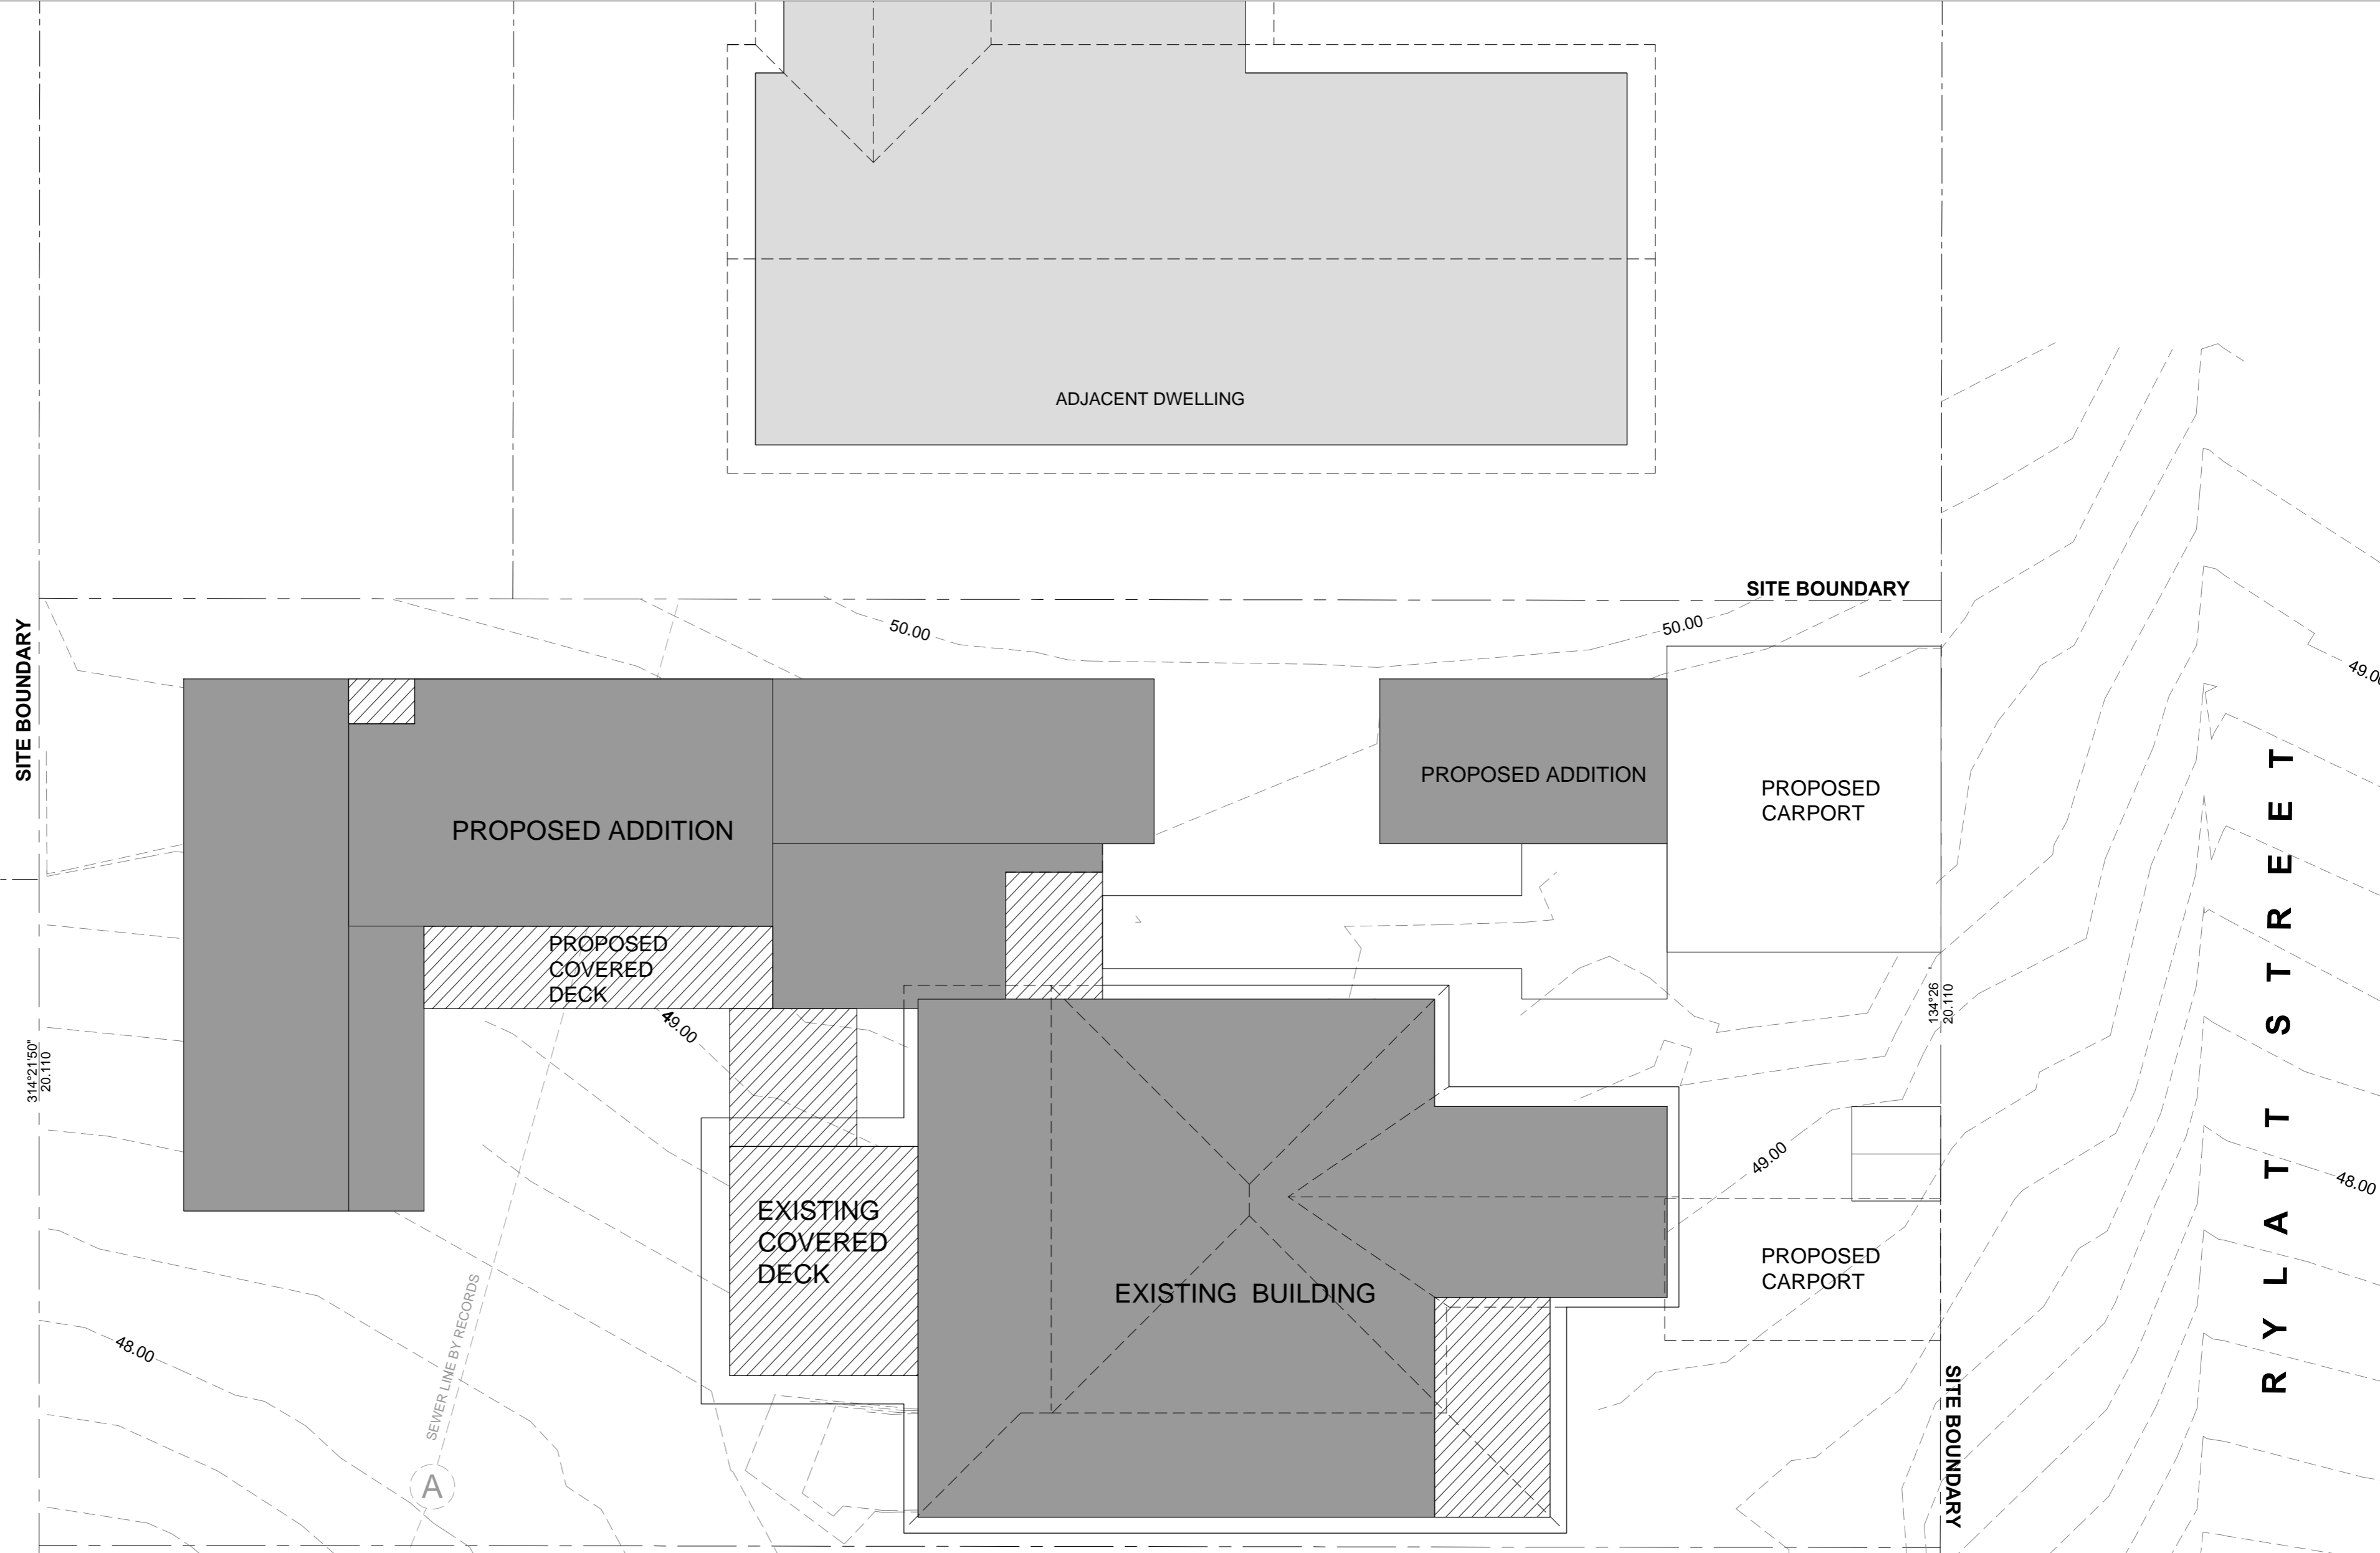 ADJACENT DWELLING
SITE BOUNDARY
SITE BOUNDARY
50.00
50.00
49.00
PROPOSED ADDITION
PROPOSED ADDITION
PROPOSED
CARPORT
PROPOSED
COVERED
DECK
49.00
314°21'50"
20.110
134°26
20.110
RYLATT STREET
49.00
48.00
EXISTING
COVERED
DECK
EXISTING BUILDING
PROPOSED
CARPORT
SEWER LINE BY RECORDS
48.00
A
SITE BOUNDARY